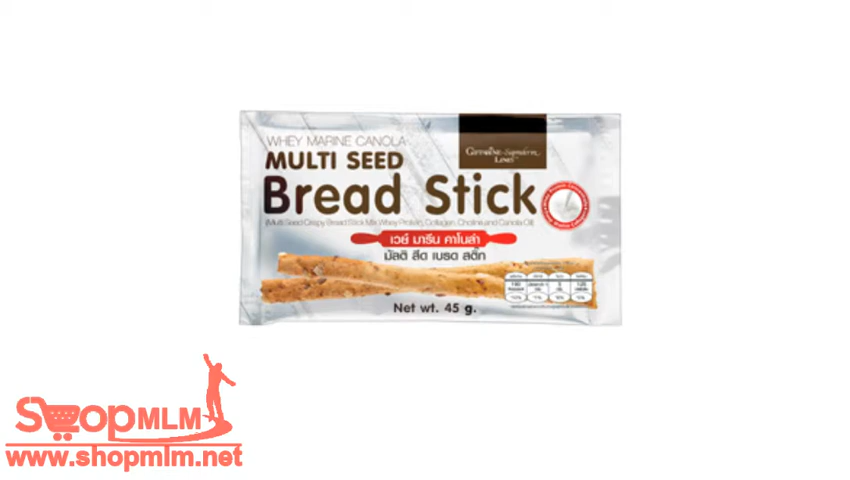 WHEY MARINE CANOLA
MULTI SEED
Bread Stick
(Multi Seed Crispy Bread Stick Mix Whey Protein, Collagen, Choline and Canola Oil)
เวย์ มารีน คาโนล่า
มัลติ สีด เบรด สติ๊ก
Net wt. 45 g.
SHOPMLM
www.shopmlm.net